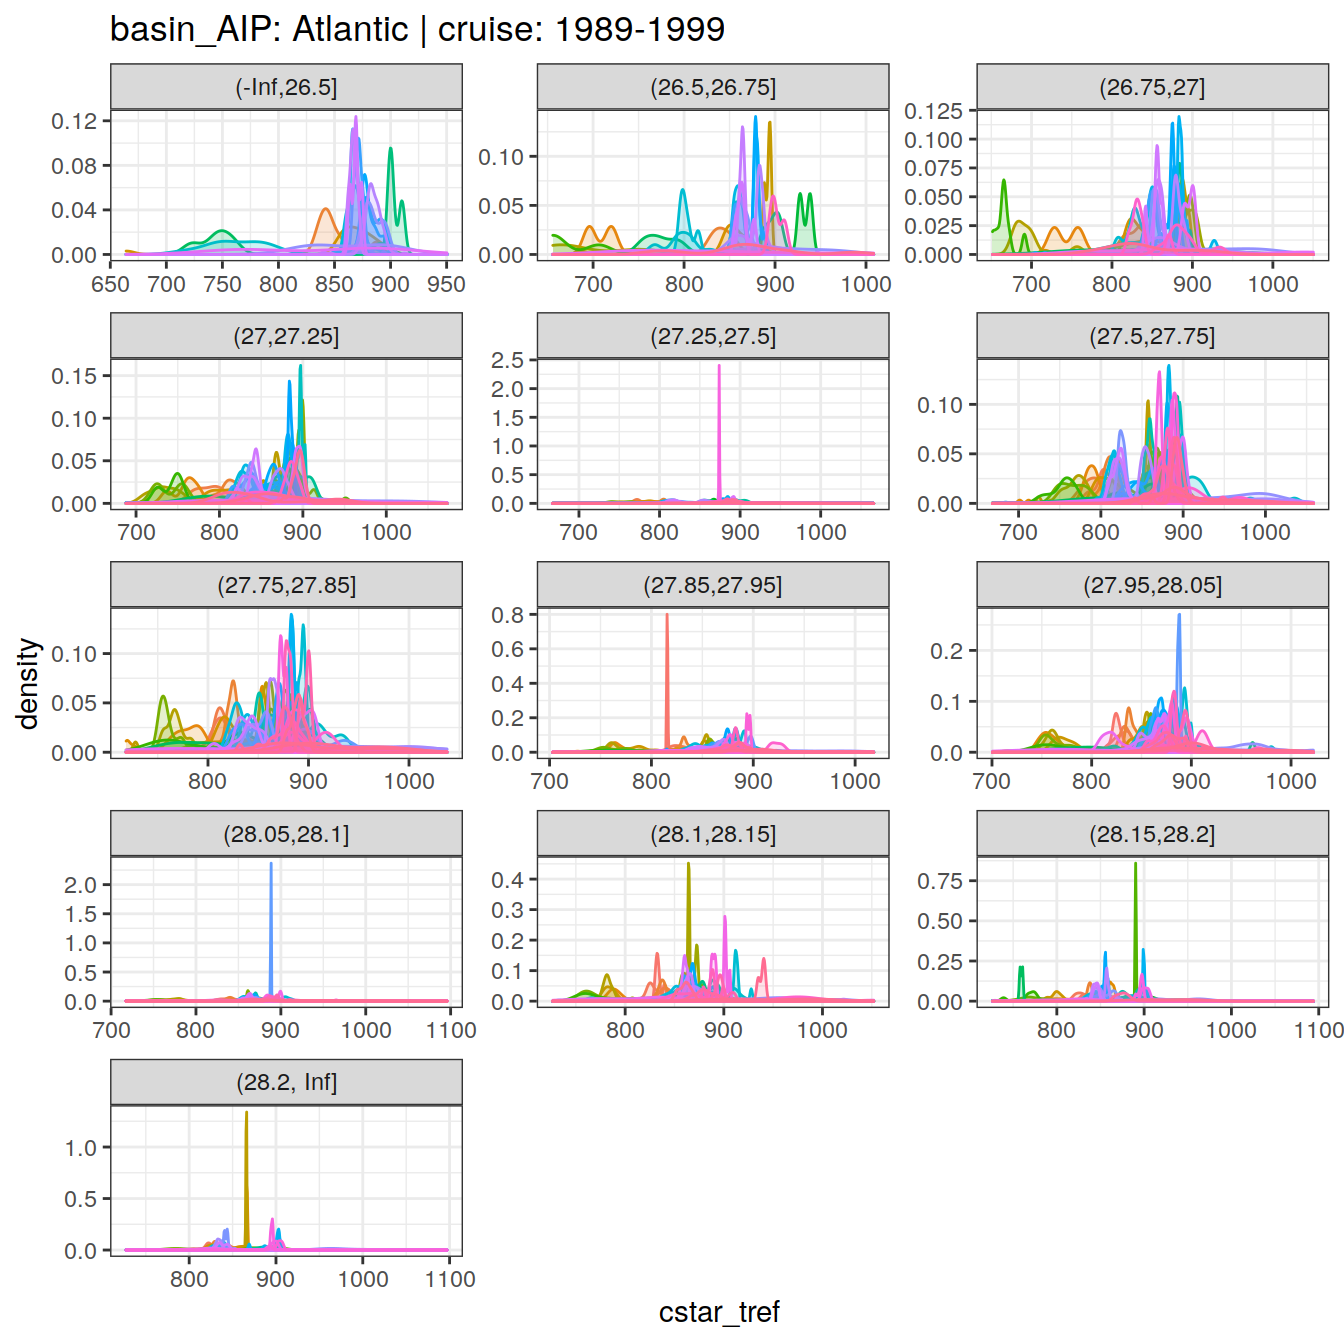 basin_AIP: Atlantic | cruise: 1989-1999
(-Inf,26.5] (26.5,26.75] (26.75,27]
0.12
0.08
0.04
0.00
0.10
0.05
0.00
0.125
0.100
0.075
0.050
0.025
0.000
650 700 750 800 850 900 950
700 800 900 1000
700 800 900 1000
(27,27.25] (27.25,27.5] (27.5,27.75]
0.15
0.10
0.05
0.00
2.5
2.0
1.5
1.0
0.5
0.0
0.10
0.05
0.00
700 800 900 1000
700 800 900 1000
700 800 900 1000
(27.75,27.85] (27.85,27.95] (27.95,28.05]
0.10
0.05
0.00
0.8
0.6
0.4
0.2
0.0
0.2
0.1
0.0
800 900 1000
700 800 900 1000
700 800 900 1000
density
(28.05,28.1] (28.1,28.15] (28.15,28.2]
2.0
1.5
1.0
0.5
0.0
0.4
0.3
0.2
0.1
0.0
0.75
0.50
0.25
0.00
700 800 900 1000 1100
800 900 1000
800 900 1000 1100
(28.2, Inf]
1.0
0.5
0.0
800 900 1000 1100
cstar_tref